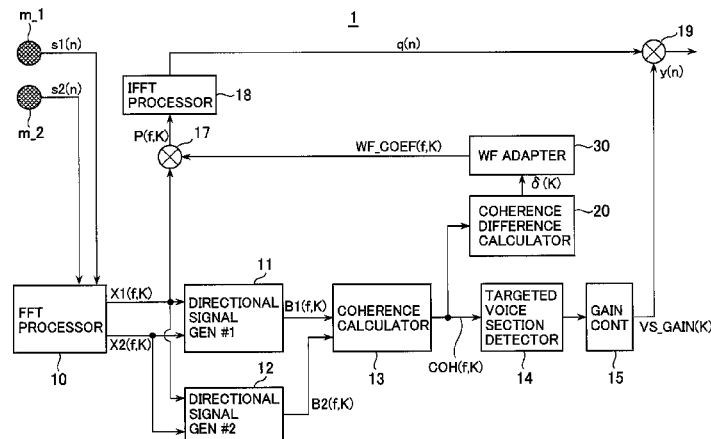 1
m_1
s1(n)
q(n)
19
y(n)
m_2
s2(n)
IFFT
PROCESSOR
18
P(f,K)
17
WF_COEF(f,K)
WF ADAPTER
30
δ(K)
COHERENCE
DIFFERENCE
CALCULATOR
20
FFT
PROCESSOR
10
X1(f,K)
X2(f,K)
11
DIRECTIONAL
SIGNAL
GEN #1
B1(f,K)
COHERENCE
CALCULATOR
13
COH(f,K)
TARGETED
VOICE
SECTION
DETECTOR
14
GAIN
CONT
15
VS_GAIN(K)
12
DIRECTIONAL
SIGNAL
GEN #2
B2(f,K)